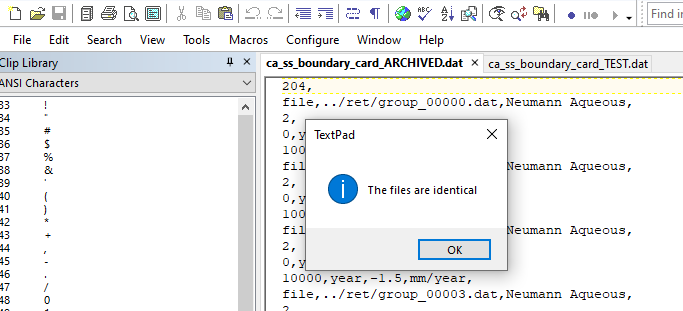 Find in
File Edit Search View Tools Macros Configure Window Help
Clip Library
ANSI Characters
33 !
34 "
35 #
36 $
37 %
38 &
39 '
40 (
41 )
42 *
43 +
44 ,
45 -
46 .
47 /
48 0
ca_ss_boundary_card_ARCHIVED.dat × ca_ss_boundary_card_TEST.dat
204,
file,../ret/group_00000.dat,Neumann Aqueous,
2,
0,y
100
fil s,Neumann Aqueous,
2,
0,y
100
fil Neumann Aqueous,
2,
0,y
10000,year,-1.5,mm/year,
file,../ret/group_00003.dat,Neumann Aqueous,
2
TextPad
The files are identical
OK